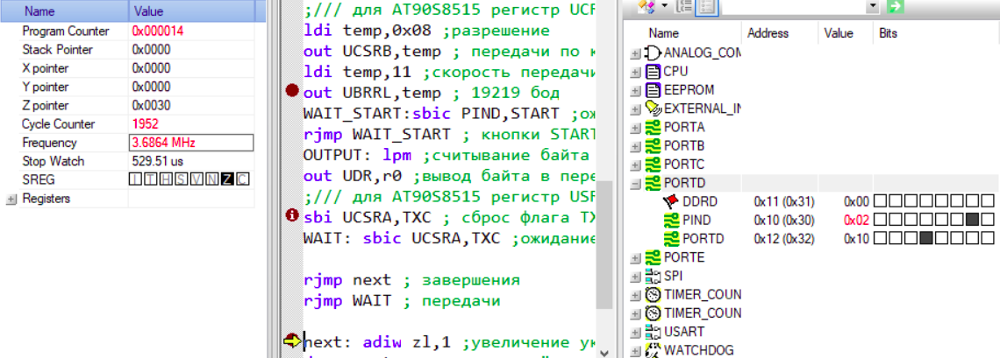 Name Value
Program Counter 0x000014
Stack Pointer 0x0000
X pointer 0x0000
Y pointer 0x0000
Z pointer 0x0030
Cycle Counter 1952
Frequency 3.6864 MHz
Stop Watch 529.51 us
SREG I T H S V N Z C
Registers
;/// для AT90S8515 регистр UCR
ldi temp,0x08 ;разрешение
out UCSRB,temp ; передачи по к
ldi temp,11 ;скорость передачи
out UBRRL,temp ; 19219 бод
WAIT_START:sbic PIND,START ;ож
rjmp WAIT_START ; кнопки START
OUTPUT: lpm ;считывание байта
out UDR,r0 ;вывод байта в пере
;/// для AT90S8515 регистр USR
sbi UCSRA,TXC ; сброс флага TX
WAIT: sbic UCSRA,TXC ;ожидание
rjmp next ; завершения
rjmp WAIT ; передачи
next: adiw zl,1 ;увеличение ук
Name Address Value Bits
ANALOG_COM
CPU
EEPROM
EXTERNAL_IN
PORTA
PORTB
PORTC
PORTD
DDRD 0x11 (0x31) 0x00
PIND 0x10 (0x30) 0x02
PORTD 0x12 (0x32) 0x10
PORTE
SPI
TIMER_COUN
TIMER_COUN
USART
WATCHDOG